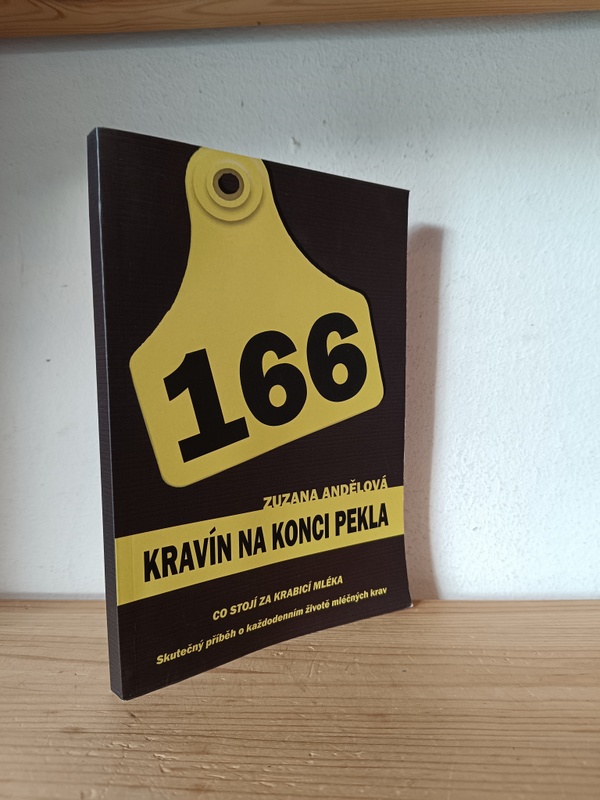 166
ZUZANA ANDĚLOVÁ
KRAVÍN NA KONCI PEKLA
CO STOJÍ ZA KRABICÍ MLÉKA
Skutečný příběh o každodenním životě mléčných krav